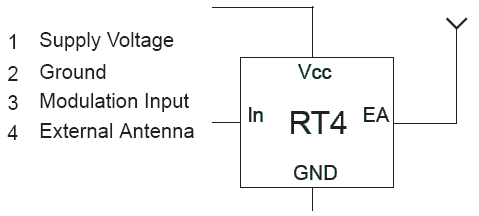 1 Supply Voltage
2 Ground
3 Modulation Input
4 External Antenna
Vcc
In RT4 EA
GND